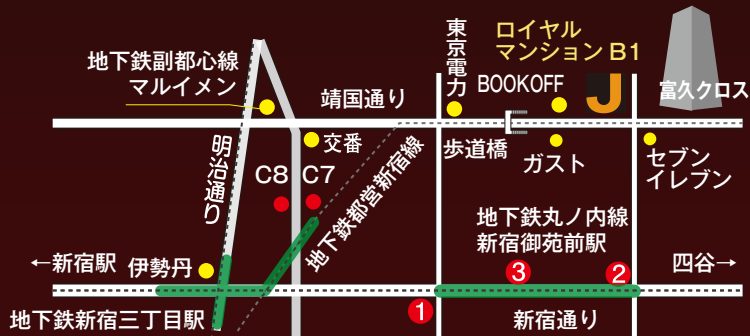 地下鉄副都心線
マルイメン
靖国通り
東京電力
ロイヤル
マンション B1
BOOKOFF
J
富久クロス
明治通り
交番
C8
C7
地下鉄都営新宿線
歩道橋
ガスト
セブン
イレブン
地下鉄丸ノ内線
新宿御苑前駅
←新宿駅
伊勢丹
1
3
2
四谷→
地下鉄新宿三丁目駅
新宿通り